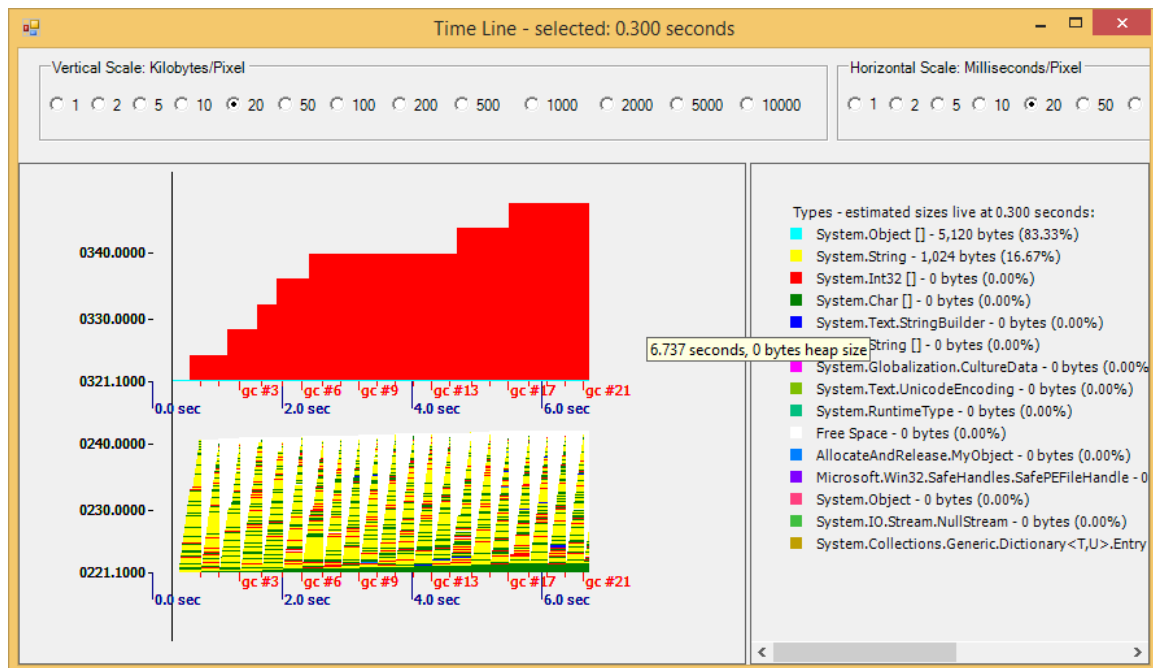 Time Line - selected: 0.300 seconds
Vertical Scale: Kilobytes/Pixel
1 2 5 10 20 50 100 200 500 1000 2000 5000 10000
Horizontal Scale: Milliseconds/Pixel
1 2 5 10 20 50
0340.0000-
0330.0000-
0321.1000-
gc #3 gc #6 gc #9 gc #13 gc #17 gc #21
0.0 sec 2.0 sec 4.0 sec 6.0 sec
0240.0000-
0230.0000-
0221.1000-
gc #3 gc #6 gc #9 gc #13 gc #17 gc #21
0.0 sec 2.0 sec 4.0 sec 6.0 sec
6.737 seconds, 0 bytes heap size
Types - estimated sizes live at 0.300 seconds:
System.Object [] - 5,120 bytes (83.33%)
System.String - 1,024 bytes (16.67%)
System.Int32 [] - 0 bytes (0.00%)
System.Char [] - 0 bytes (0.00%)
System.Text.StringBuilder - 0 bytes (0.00%)
String [] - 0 bytes (0.00%)
System.Globalization.CultureData - 0 bytes (0.00%
System.Text.UnicodeEncoding - 0 bytes (0.00%)
System.RuntimeType - 0 bytes (0.00%)
Free Space - 0 bytes (0.00%)
AllocateAndRelease.MyObject - 0 bytes (0.00%)
Microsoft.Win32.SafeHandles.SafePEFileHandle - 0
System.Object - 0 bytes (0.00%)
System.IO.Stream.NullStream - 0 bytes (0.00%)
System.Collections.Generic.Dictionary<T,U>.Entry